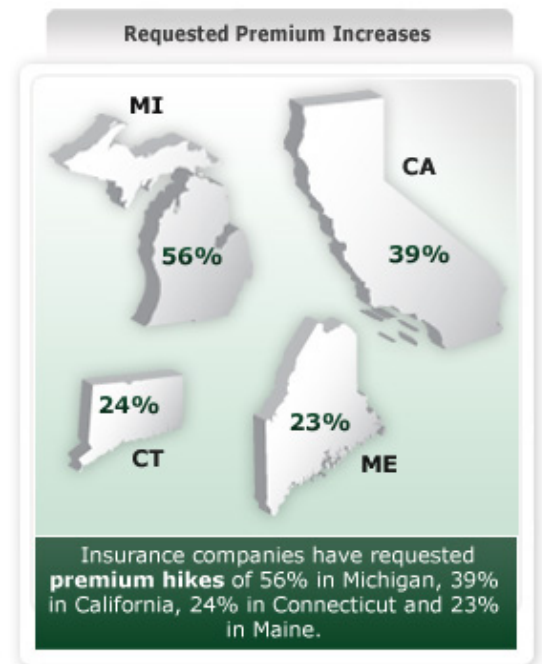 Requested Premium Increases
MI
CA
56%
39%
24%
23%
CT
ME
Insurance companies have requested
premium hikes of 56% in Michigan, 39%
in California, 24% in Connecticut and 23%
in Maine.